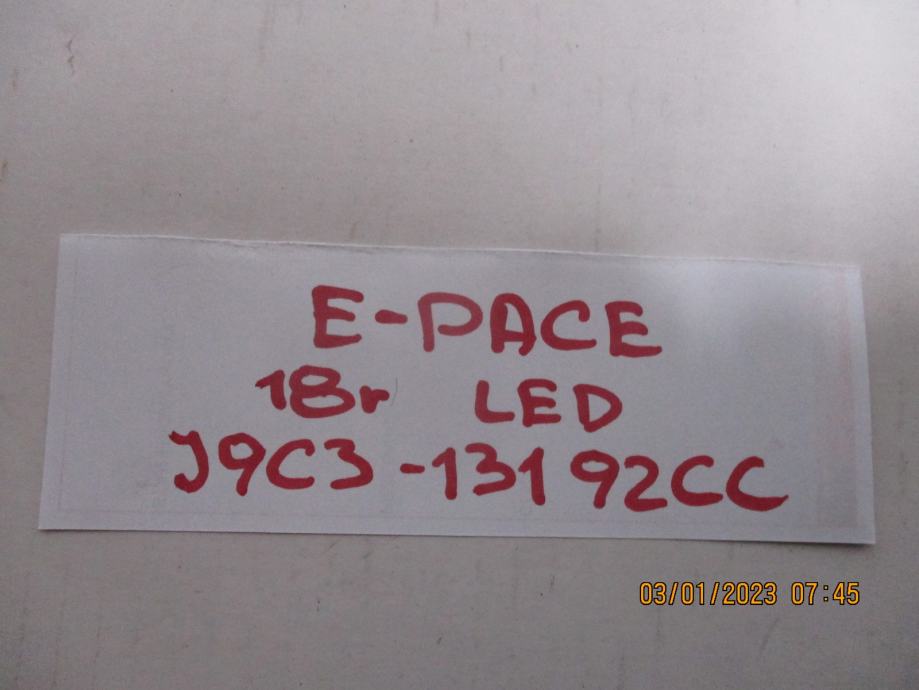 E-PACE
18r LED
J9C3-13192CC
03/01/2023 07:45